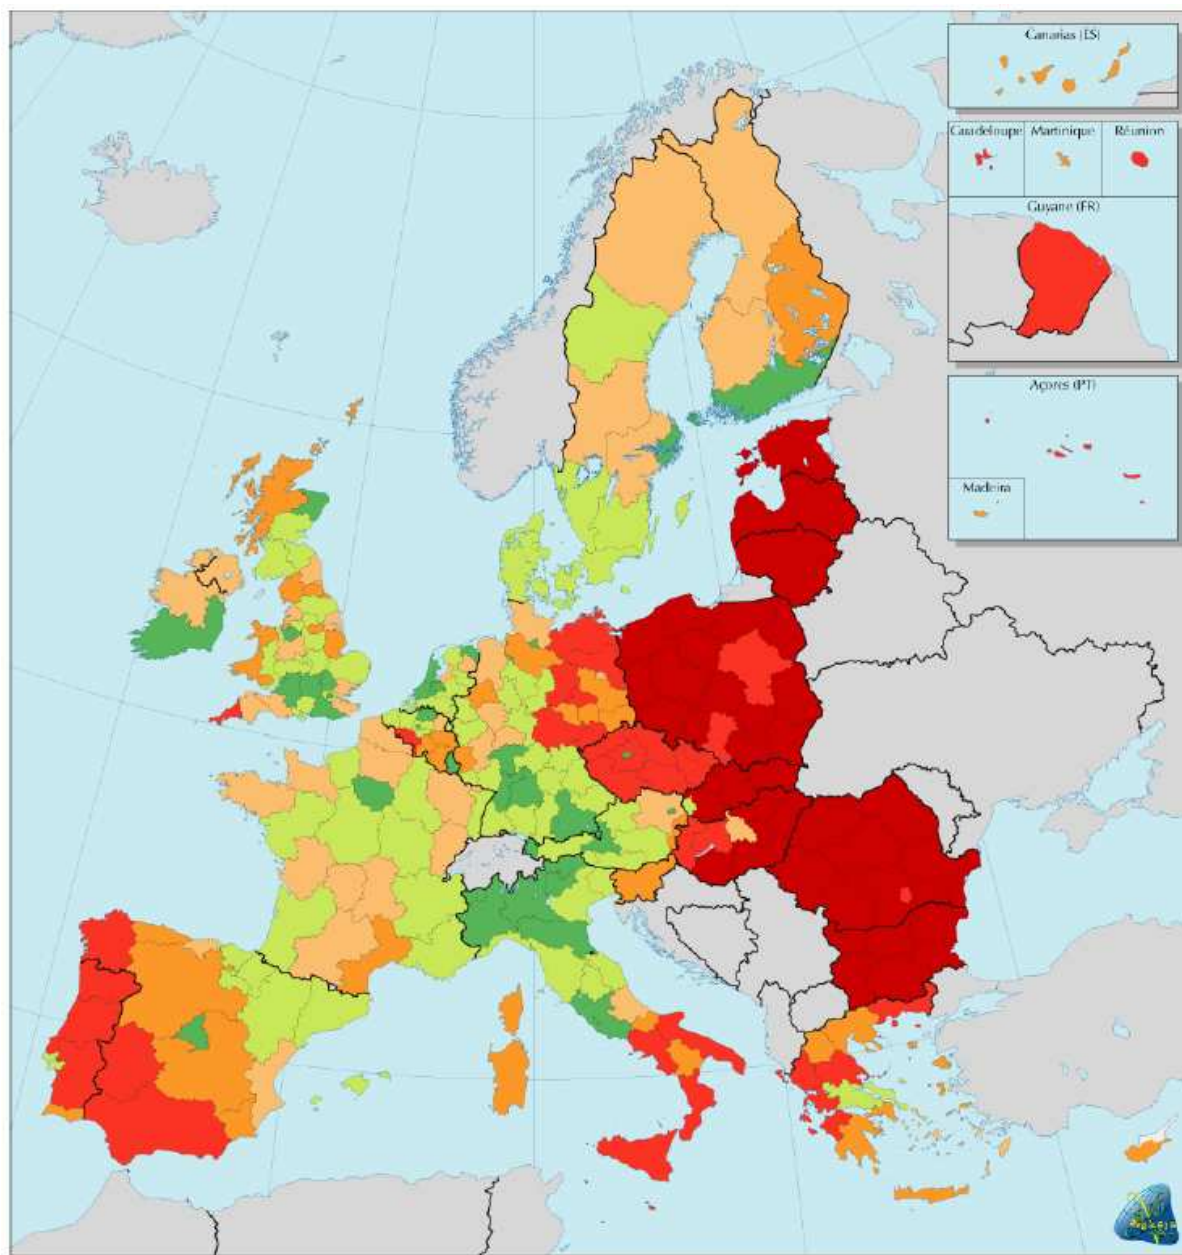 Canarias (ES)
Guadeloupe
Martinique
Réunion
Guyane (FR)
Açores (PT)
Madeira